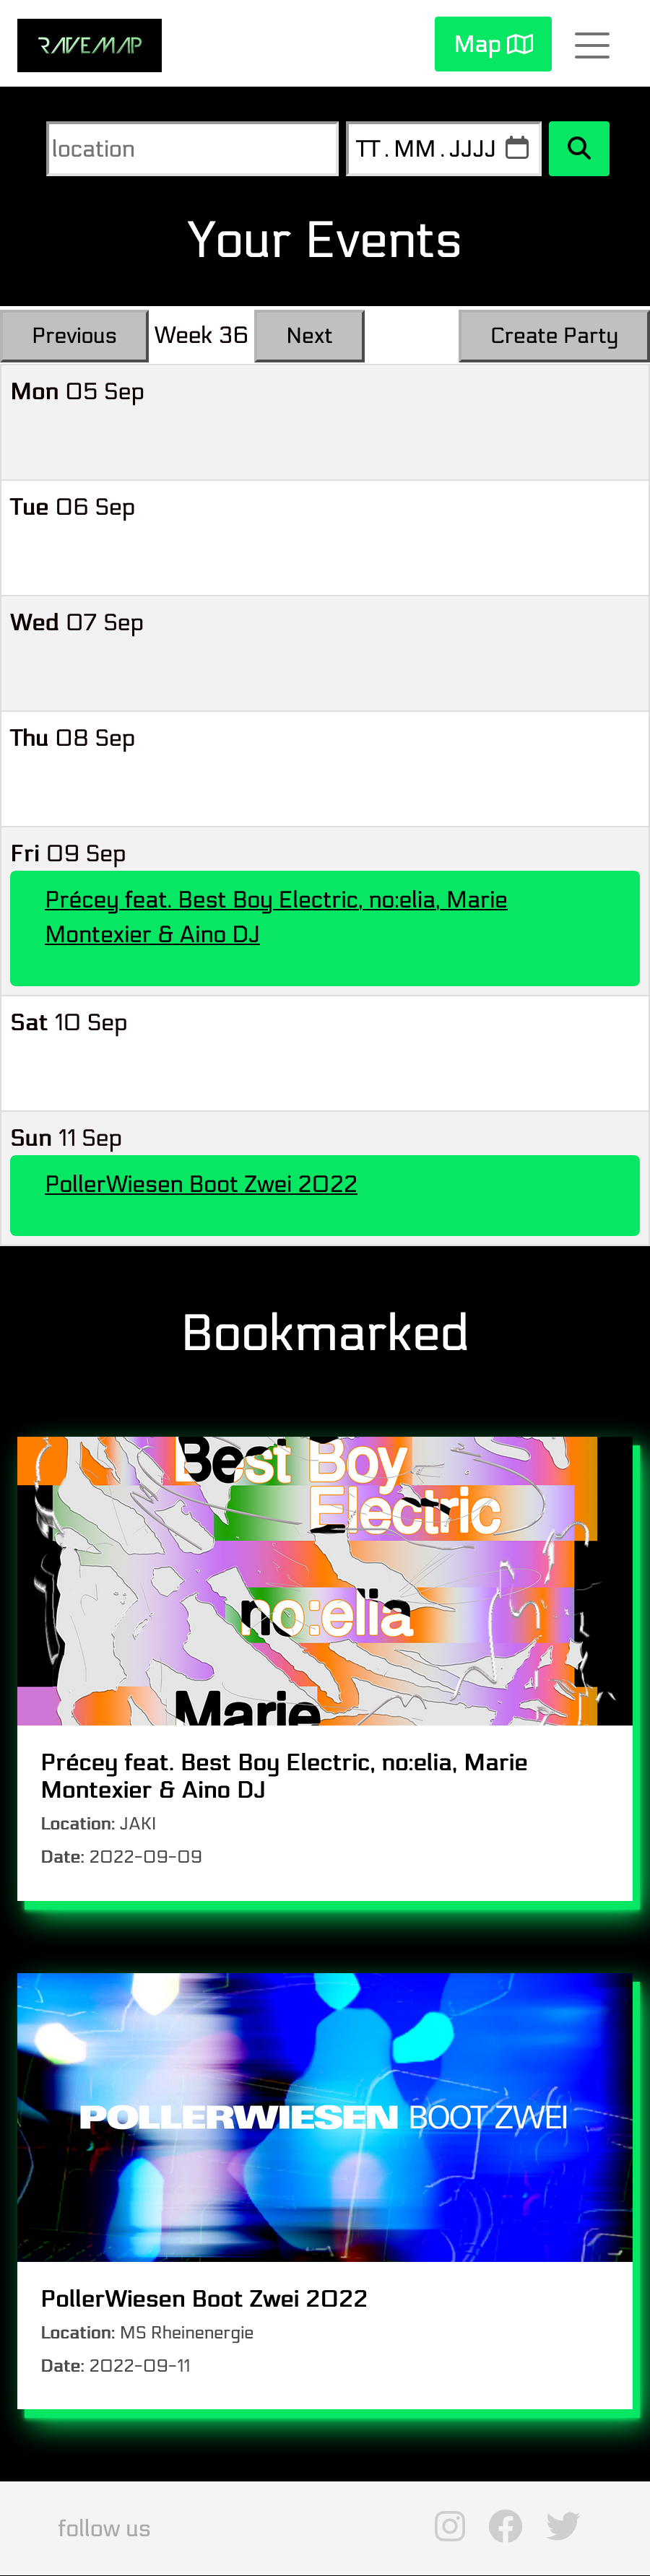 RAVEMAP
Map
location
TT.MM.JJJJ
Your Events
Previous
Week 36
Next
Create Party
Mon 05 Sep
Tue 06 Sep
Wed 07 Sep
Thu 08 Sep
Fri 09 Sep
Précey feat. Best Boy Electric, no:elia, Marie
Montexier & Aino DJ
Sat 10 Sep
Sun 11 Sep
PollerWiesen Boot Zwei 2022
Bookmarked
Best Boy
Electric
no:elia
Marie
Précey feat. Best Boy Electric, no:elia, Marie
Montexier & Aino DJ
Location: JAKI
Date: 2022-09-09
POLLERWIESEN BOOT ZWEI
PollerWiesen Boot Zwei 2022
Location: MS Rheinenergie
Date: 2022-09-11
follow us